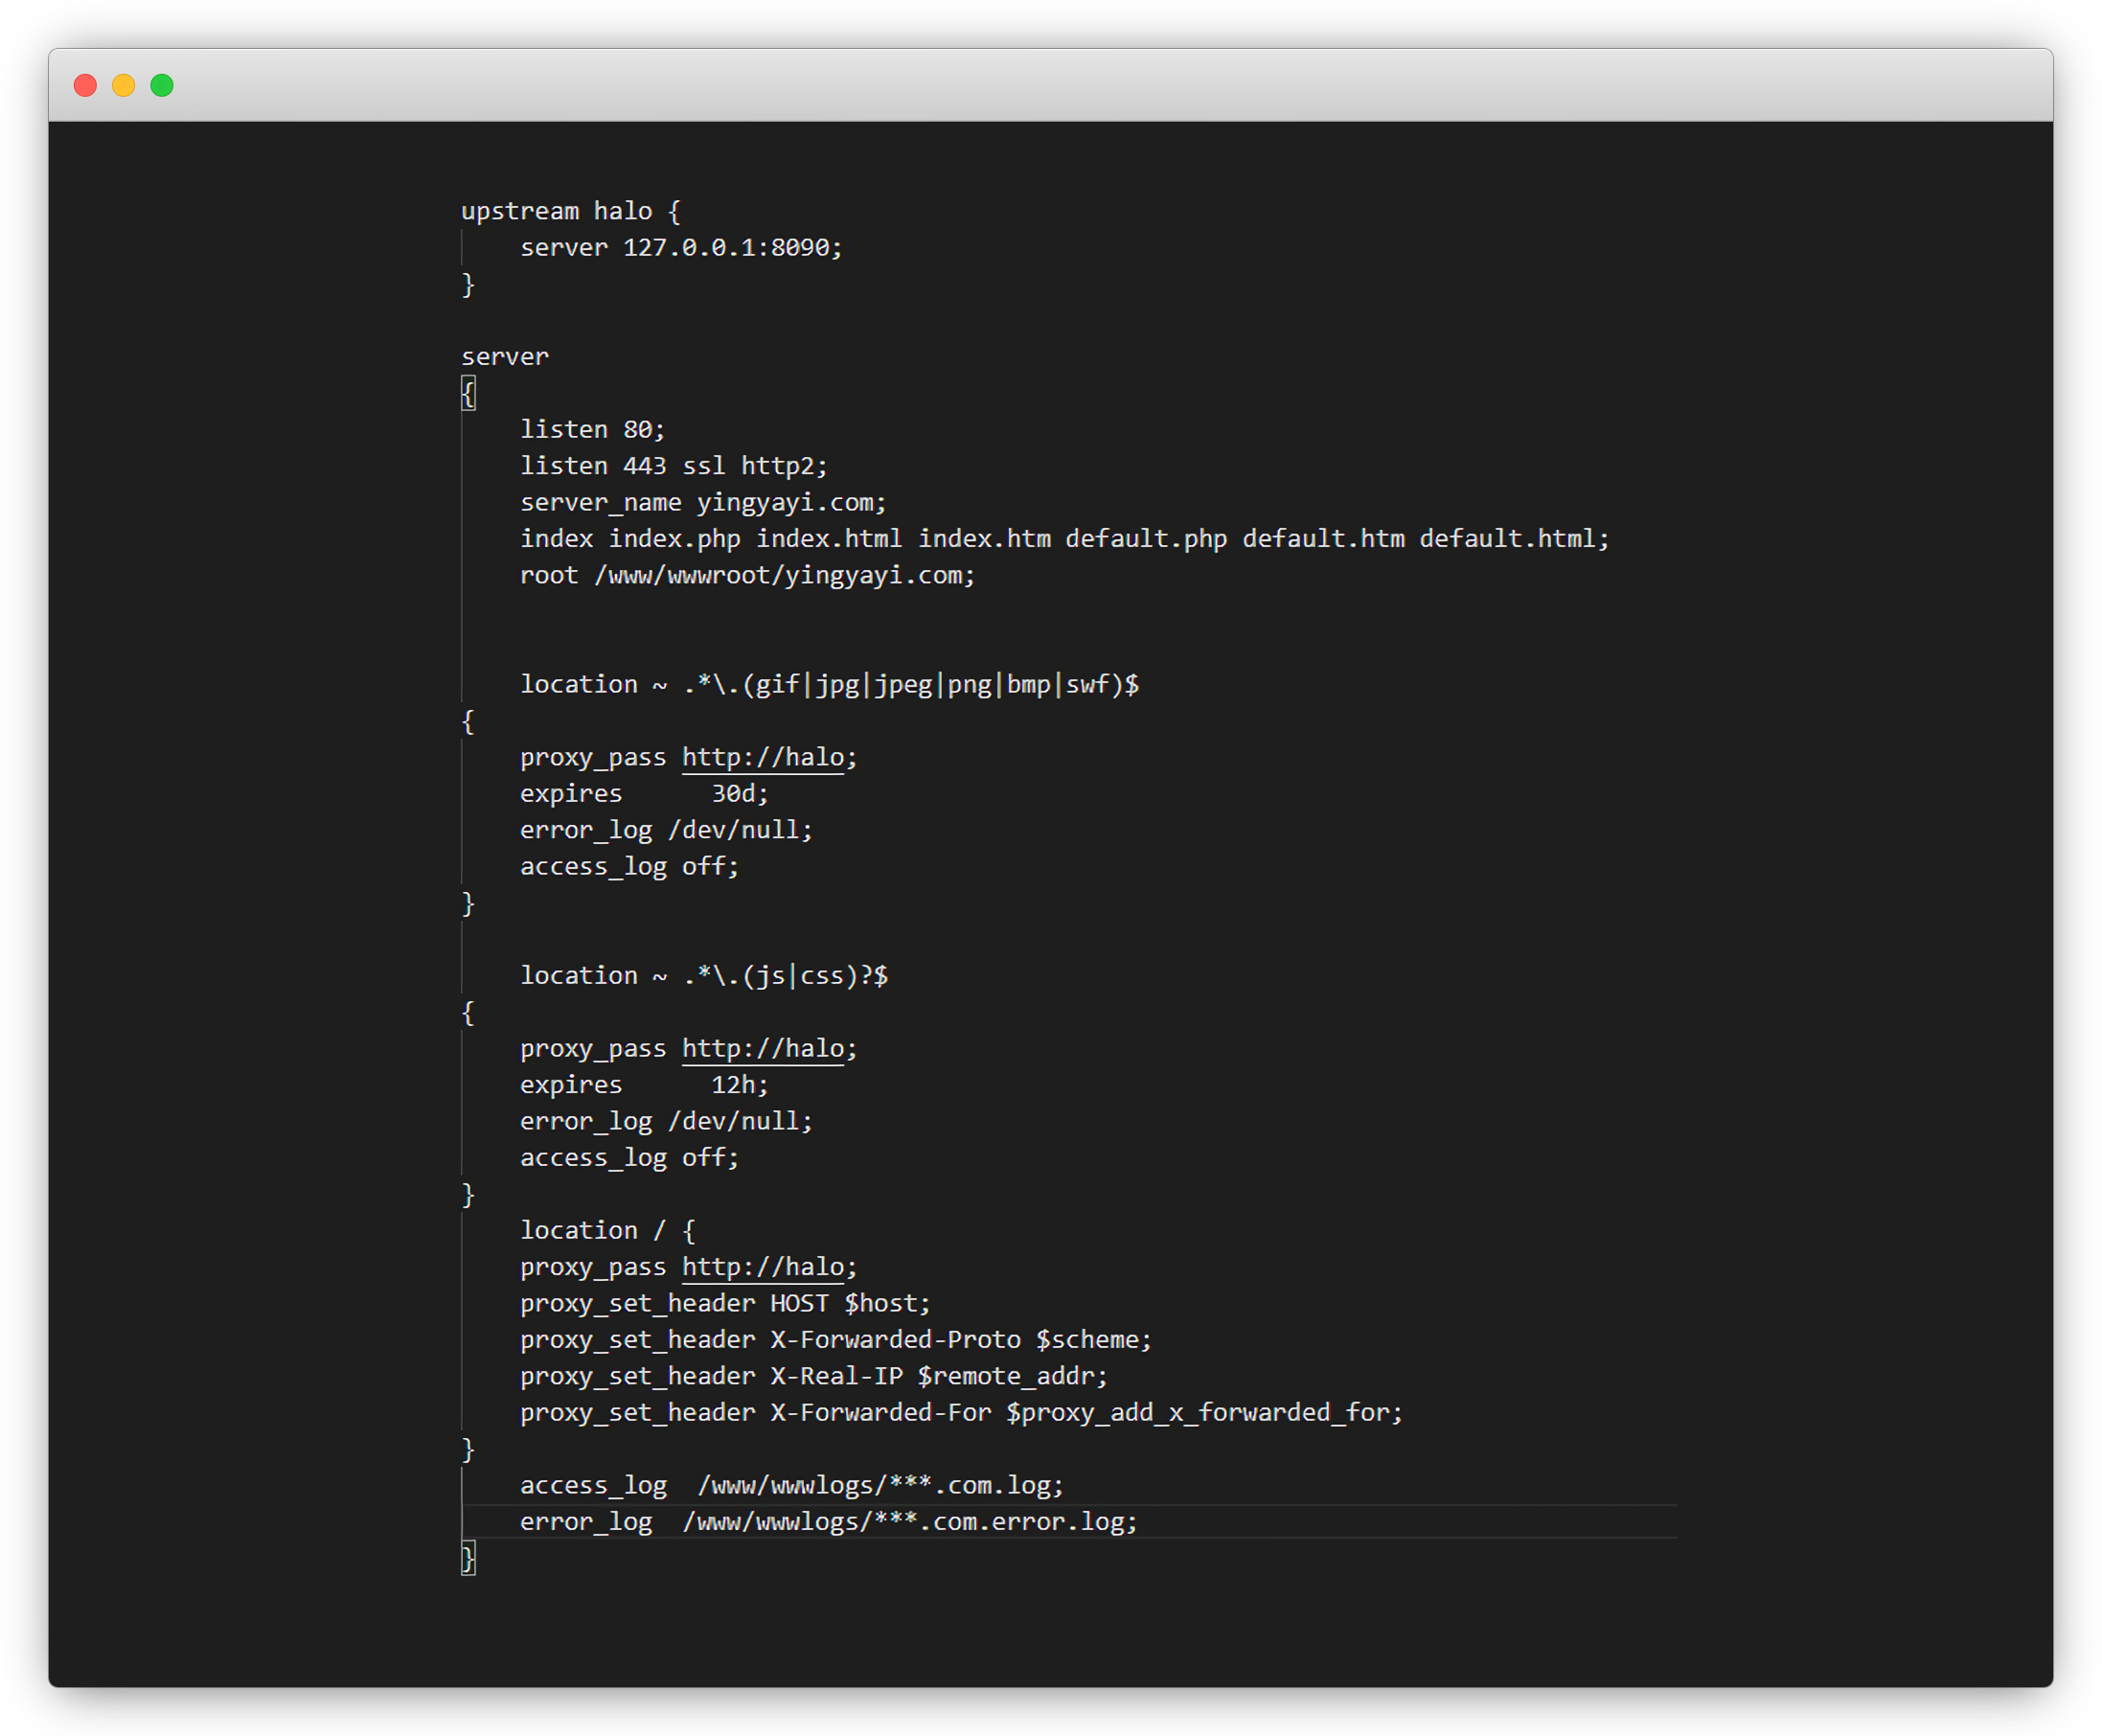 upstream halo {
    server 127.0.0.1:8090;
}
server
{
    listen 80;
    listen 443 ssl http2;
    server_name yingyayi.com;
    index index.php index.html index.htm default.php default.htm default.html;
    root /www/wwwroot/yingyayi.com;
    location ~ .*\.(gif|jpg|jpeg|png|bmp|swf)$
{
    proxy_pass http://halo;
    expires      30d;
    error_log /dev/null;
    access_log off;
}
    location ~ .*\.(js|css)?$
{
    proxy_pass http://halo;
    expires      12h;
    error_log /dev/null;
    access_log off;
}
    location / {
    proxy_pass http://halo;
    proxy_set_header HOST $host;
    proxy_set_header X-Forwarded-Proto $scheme;
    proxy_set_header X-Real-IP $remote_addr;
    proxy_set_header X-Forwarded-For $proxy_add_x_forwarded_for;
}
    access_log  /www/wwwlogs/***.com.log;
    error_log  /www/wwwlogs/***.com.error.log;
}